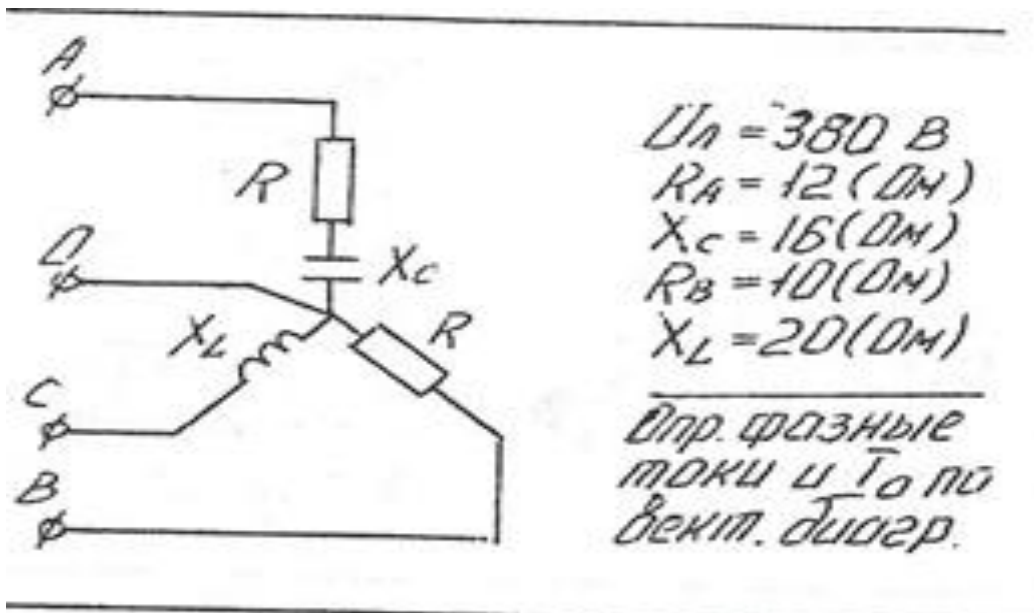 A
R
Xc
0
XL
R
C
B
Uл = 380 В
RA = 12 (Ом)
Xc = 16 (Ом)
RB = 10 (Ом)
XL = 20 (Ом)
Опр. фазные
токи и I0 по
вект. диагр.